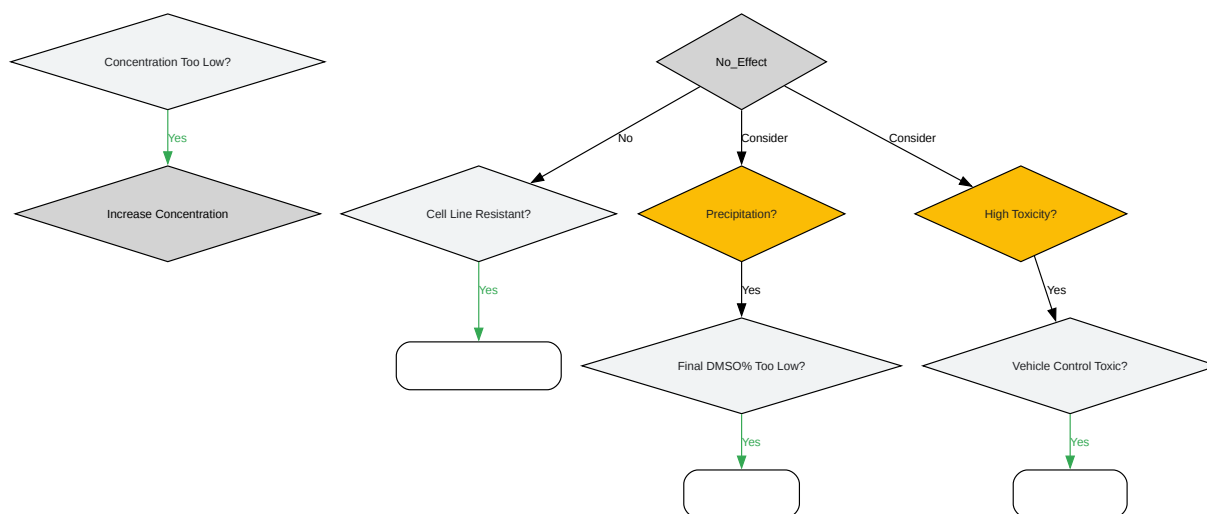 Concentration Too Low?
No_Effect
Yes
No
Consider
Consider
Increase Concentration
Cell Line Resistant?
Precipitation?
High Toxicity?
Yes
Yes
Yes
Final DMSO% Too Low?
Vehicle Control Toxic?
Yes
Yes